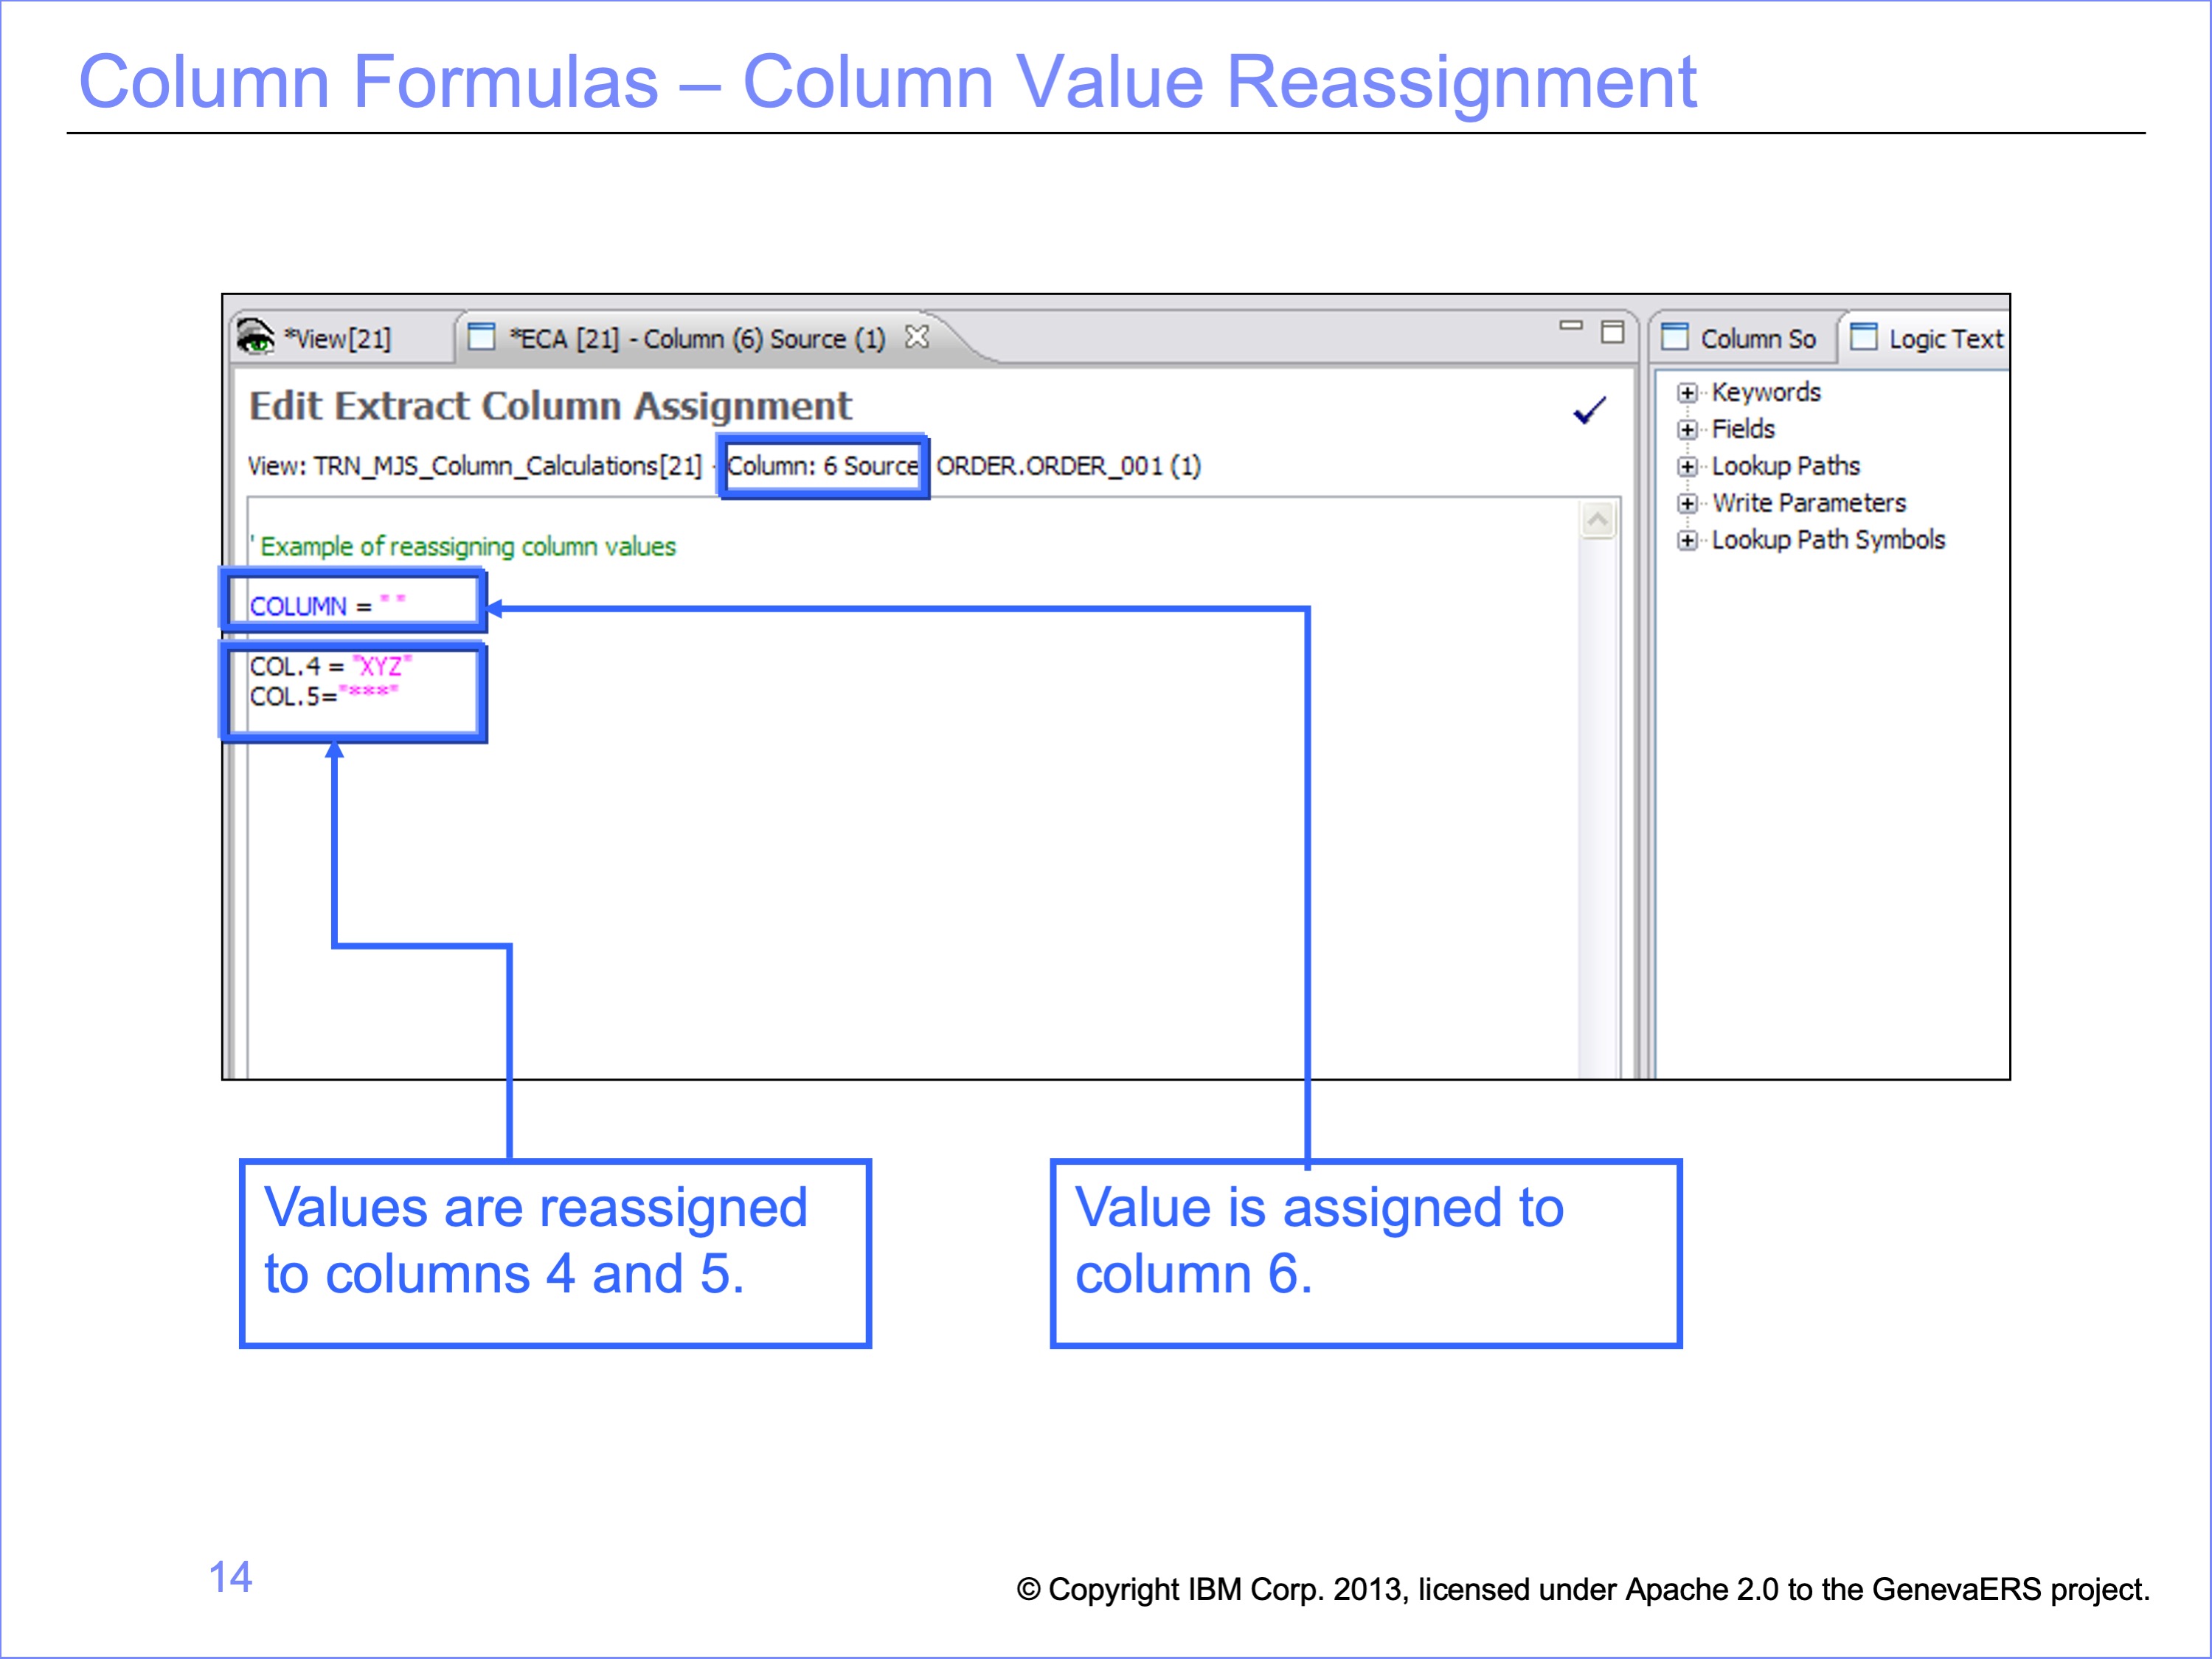 Column Formulas – Column Value Reassignment
*View[21]
*ECA [21] - Column (6) Source (1)
Column So
Logic Text
Edit Extract Column Assignment
View: TRN_MJS_Column_Calculations[21] - Column: 6 Source ORDER.ORDER_001 (1)
' Example of reassigning column values
COLUMN = " "
COL.4 = "XYZ"
COL.5="***"
Keywords
Fields
Lookup Paths
Write Parameters
Lookup Path Symbols
Values are reassigned
to columns 4 and 5.
Value is assigned to
column 6.
14
© Copyright IBM Corp. 2013, licensed under Apache 2.0 to the GenevaERS project.